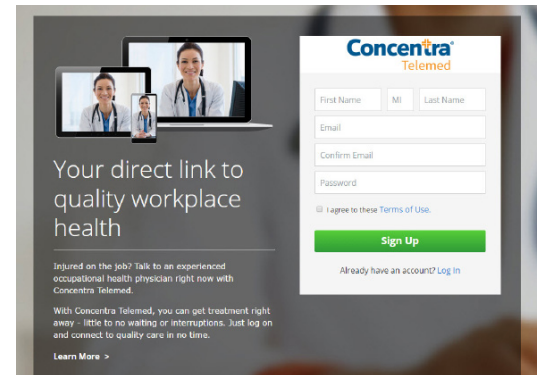 Your direct link to
quality workplace
health
Injured on the job? Talk to an experienced
occupational health physician right now with
Concentra Telemed.
With Concentra Telemed, you can get treatment right
away - little to no waiting or interruptions. Just log on
and connect to quality care in no time.
Learn More >
Concentra®
Telemed
First Name MI Last Name
Email
Confirm Email
Password
I agree to these Terms of Use.
Sign Up
Already have an account? Log In